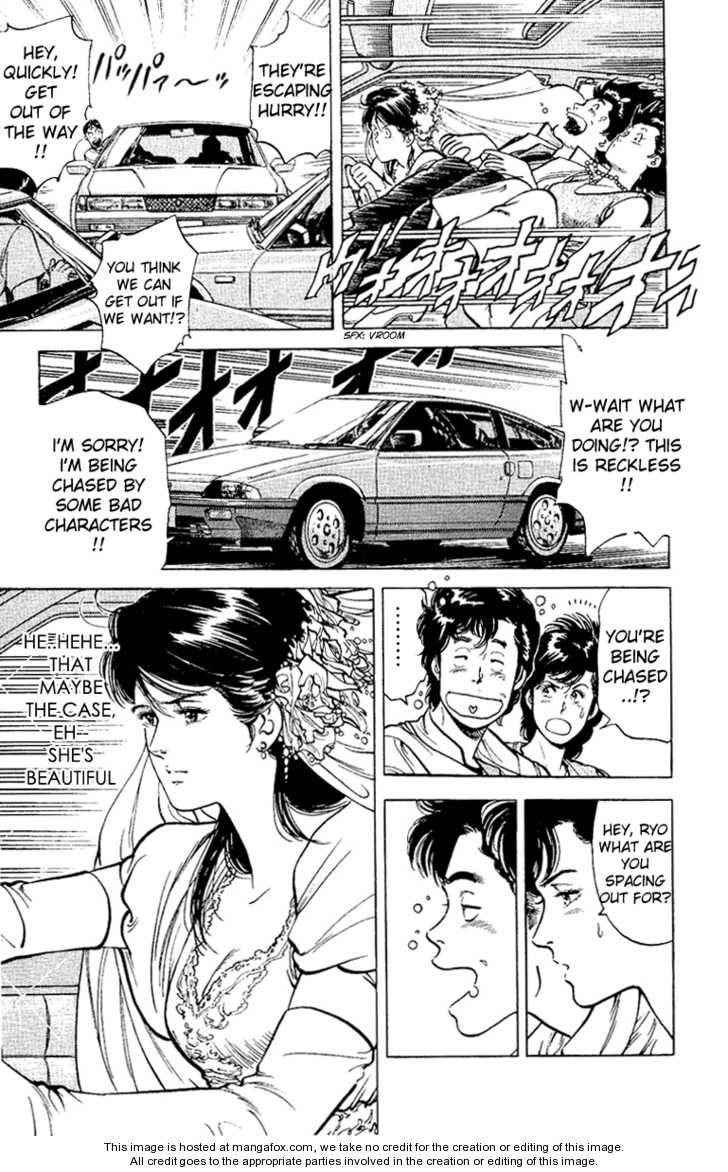 THEY'RE
ESCAPING
HURRY!!
パッパァ〜ッ
HEY,
QUICKLY!
GET
OUT OF
THE WAY
!!
YOU THINK
WE CAN
GET OUT IF
WE WANT!?
SFX: VROOM
W-WAIT WHAT
ARE YOU
DOING!? THIS
IS RECKLESS
!!
I'M SORRY!
I'M BEING
CHASED BY
SOME BAD
CHARACTERS
!!
YOU'RE
BEING
CHASED
..!?
HE..HEHE...
THAT
MAYBE
THE CASE,
EH~
SHE'S
BEAUTIFUL
HEY, RYO
WHAT ARE
YOU
SPACING
OUT FOR?
This image is hosted at mangafox.com, we take no credit for the creation or editing of this image.
All credit goes to the appropriate parties involved in the creation or editing of this image.